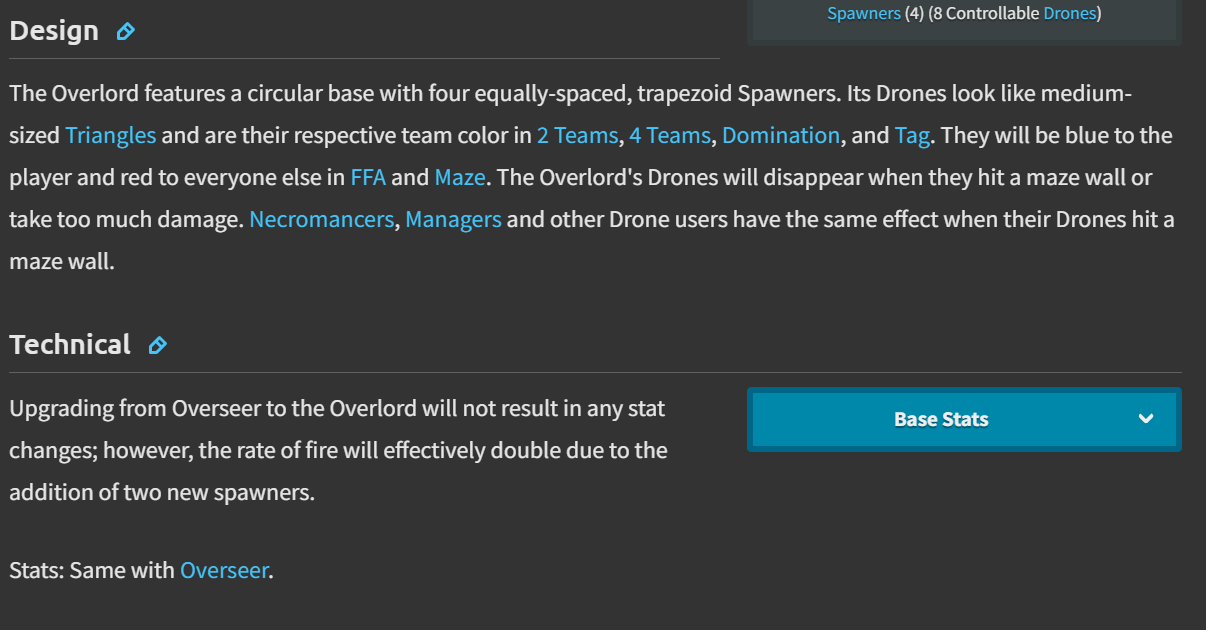 Spawners (4) (8 Controllable Drones)
Design
The Overlord features a circular base with four equally-spaced, trapezoid Spawners. Its Drones look like medium-
sized Triangles and are their respective team color in 2 Teams, 4 Teams, Domination, and Tag. They will be blue to the
player and red to everyone else in FFA and Maze. The Overlord's Drones will disappear when they hit a maze wall or
take too much damage. Necromancers, Managers and other Drone users have the same effect when their Drones hit a
maze wall.
Technical
Upgrading from Overseer to the Overlord will not result in any stat
changes; however, the rate of fire will effectively double due to the
addition of two new spawners.
Base Stats
Stats: Same with Overseer.